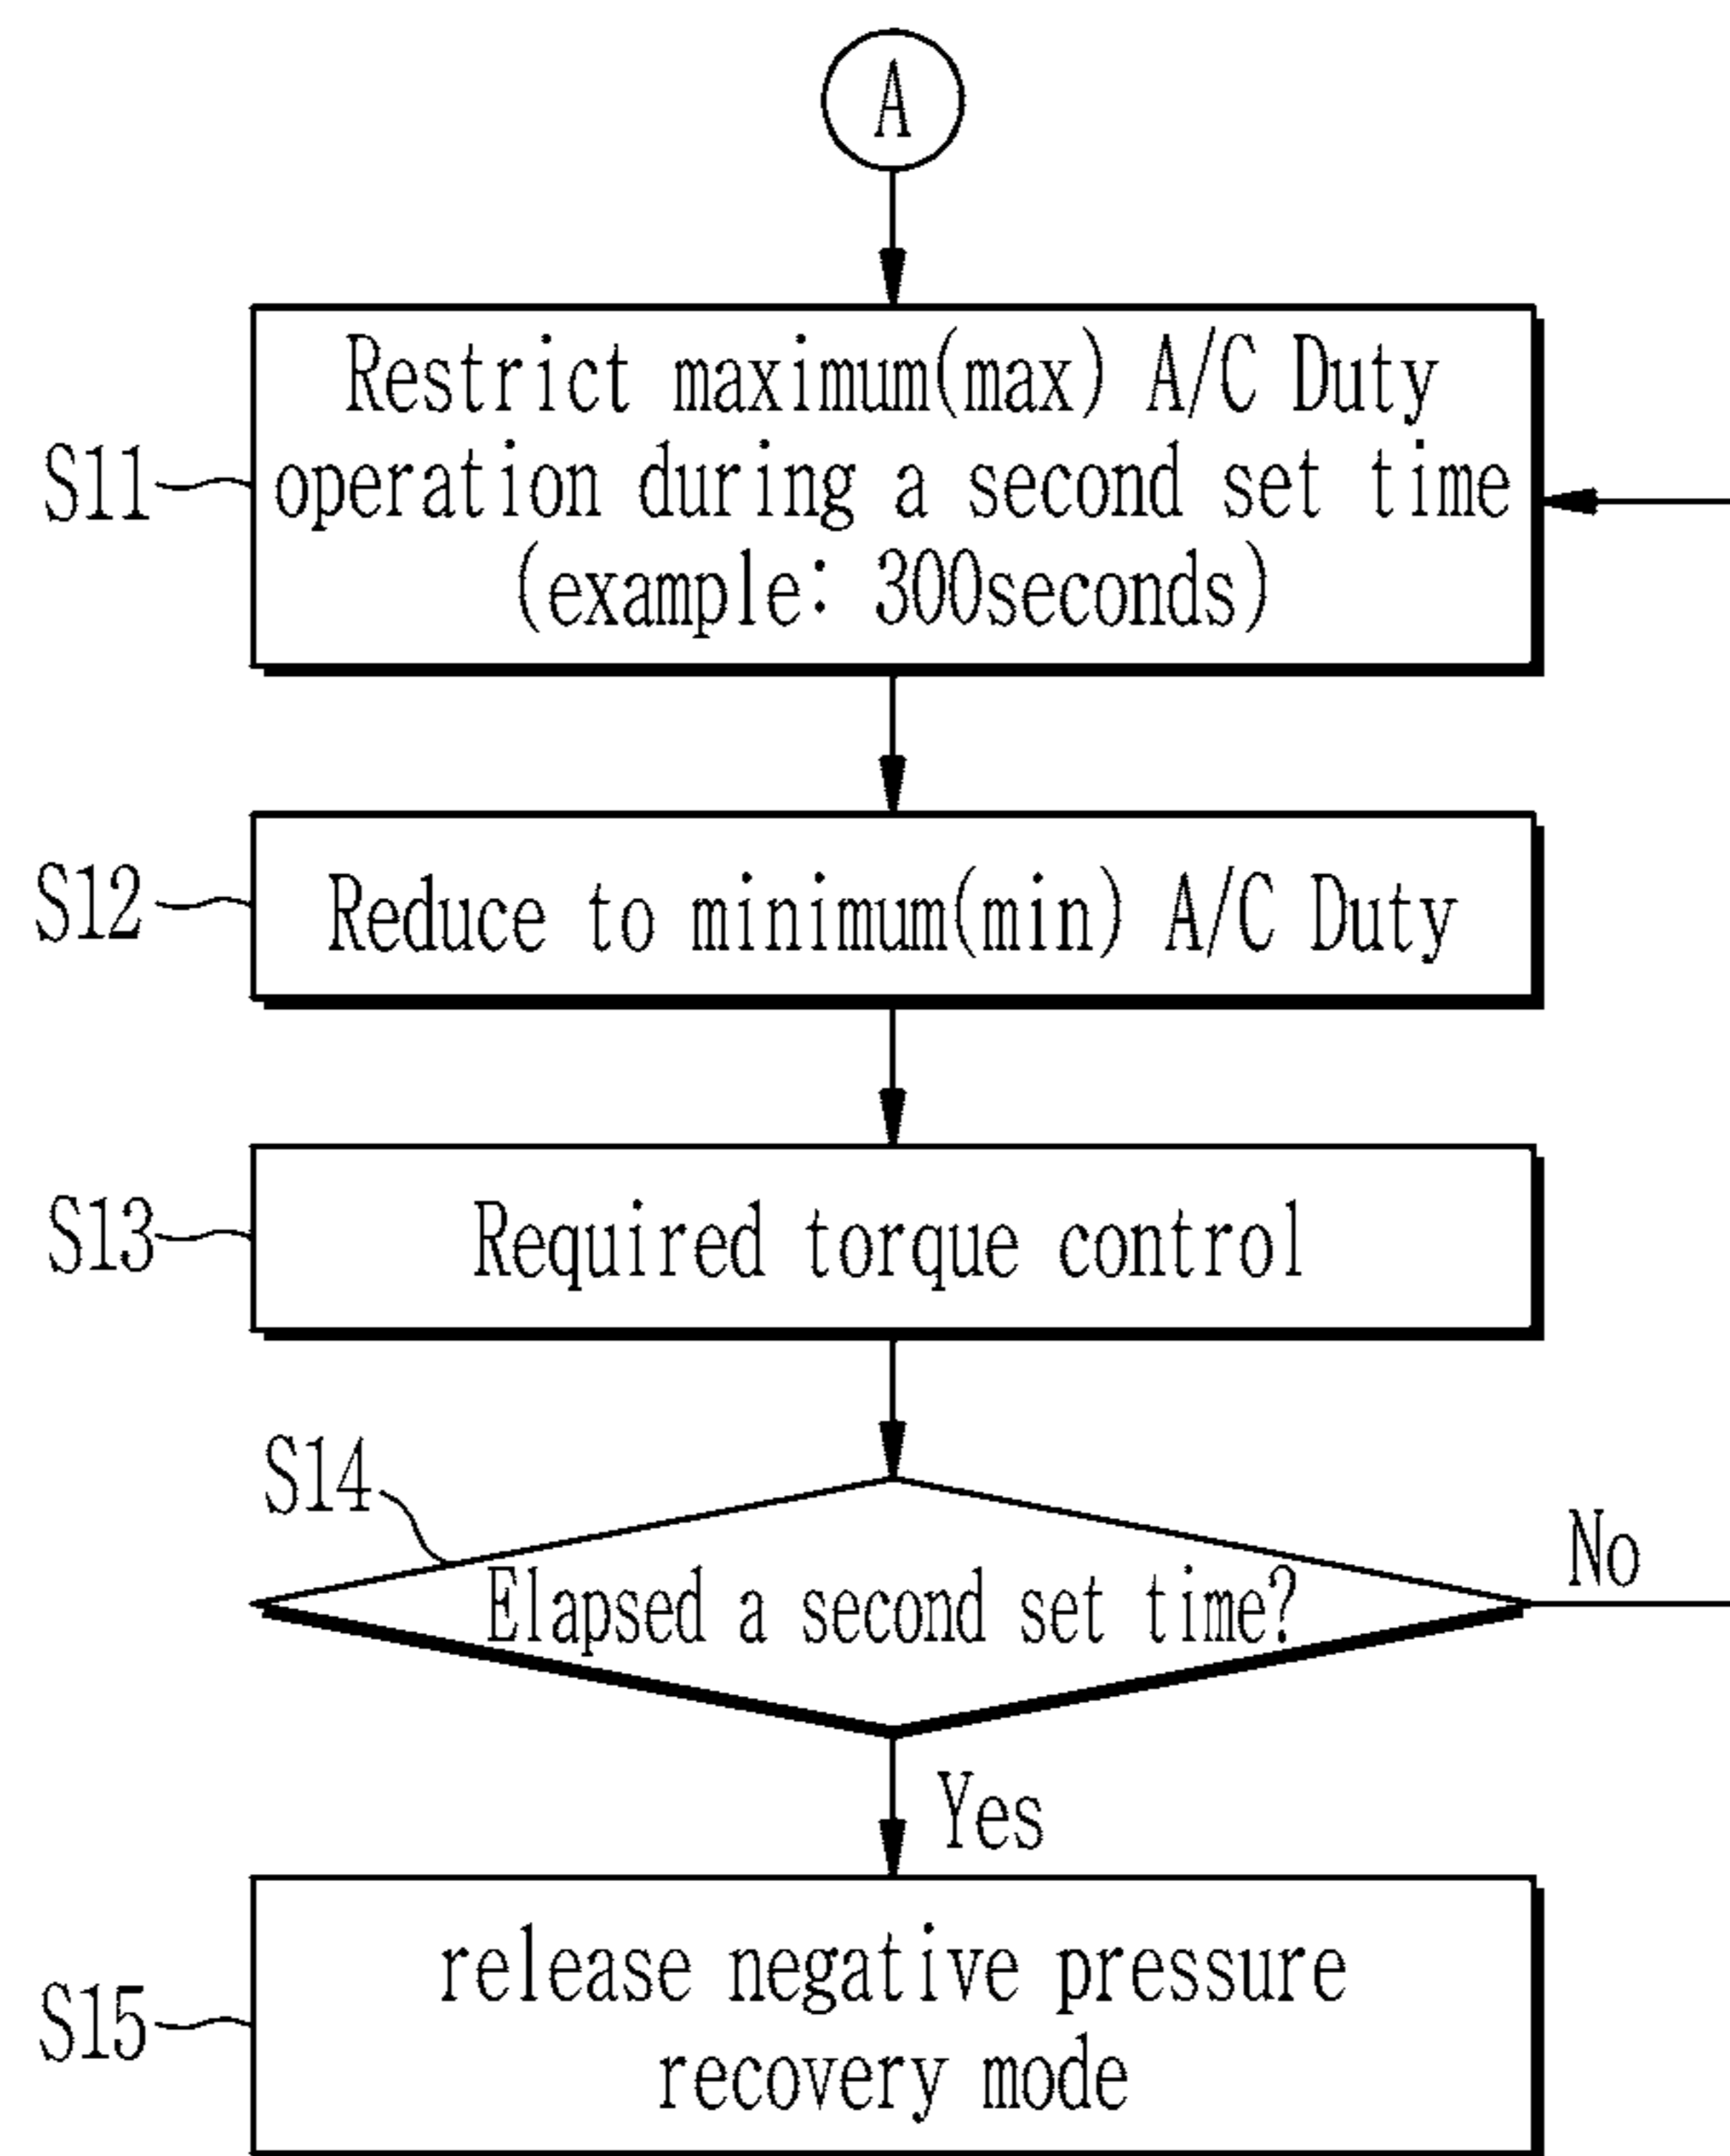 A
Restrict maximum(max) A/C Duty
S11 operation during a second set time
(example: 300seconds)
S12 Reduce to minimum(min) A/C Duty
S13 Required torque control
S14
Elapsed a second set time?
No
Yes
release negative pressure
S15
recovery mode